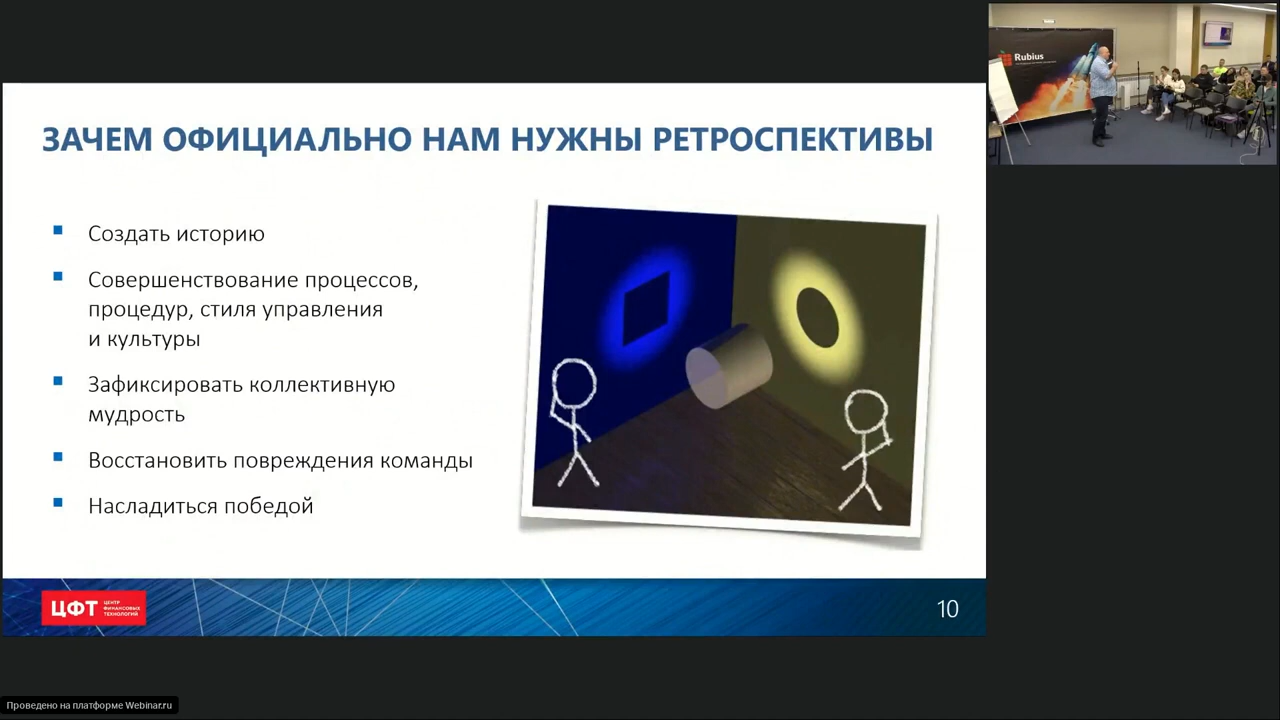 ЗАЧЕМ ОФИЦИАЛЬНО НАМ НУЖНЫ РЕТРОСПЕКТИВЫ
Создать историю
Совершенствование процессов,
процедур, стиля управления
и культуры
Зафиксировать коллективную
мудрость
Восстановить повреждения команды
Насладиться победой
ЦФТ
ЦЕНТР
ФИНАНСОВЫХ
ТЕХНОЛОГИЙ
10
Rubius
Проведено на платформе Webinar.ru